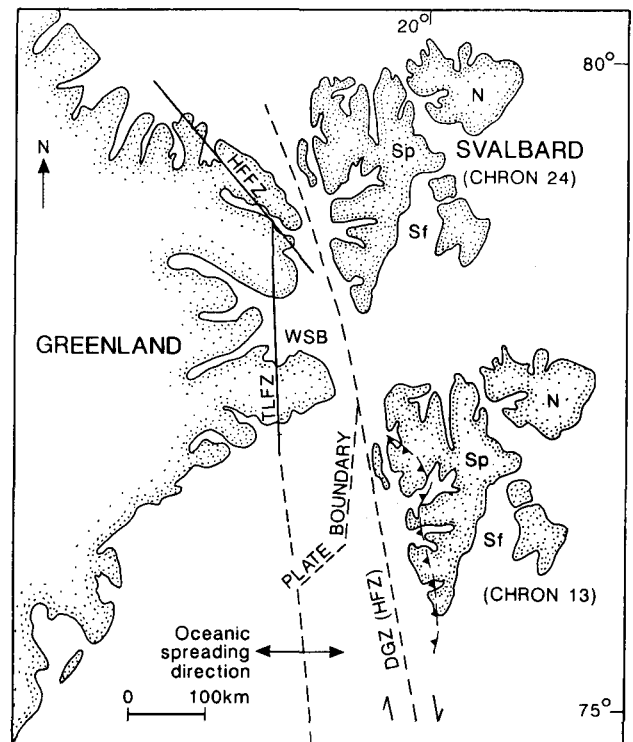 20°
80°
N
N
Sp
SVALBARD
(CHRON 24)
HFFZ
Sf
WSB
GREENLAND
TLFZ
N
Sp
PLATE BOUNDARY
Sf
(CHRON 13)
DGZ (HFZ)
Oceanic
spreading
direction
0 100km
75°